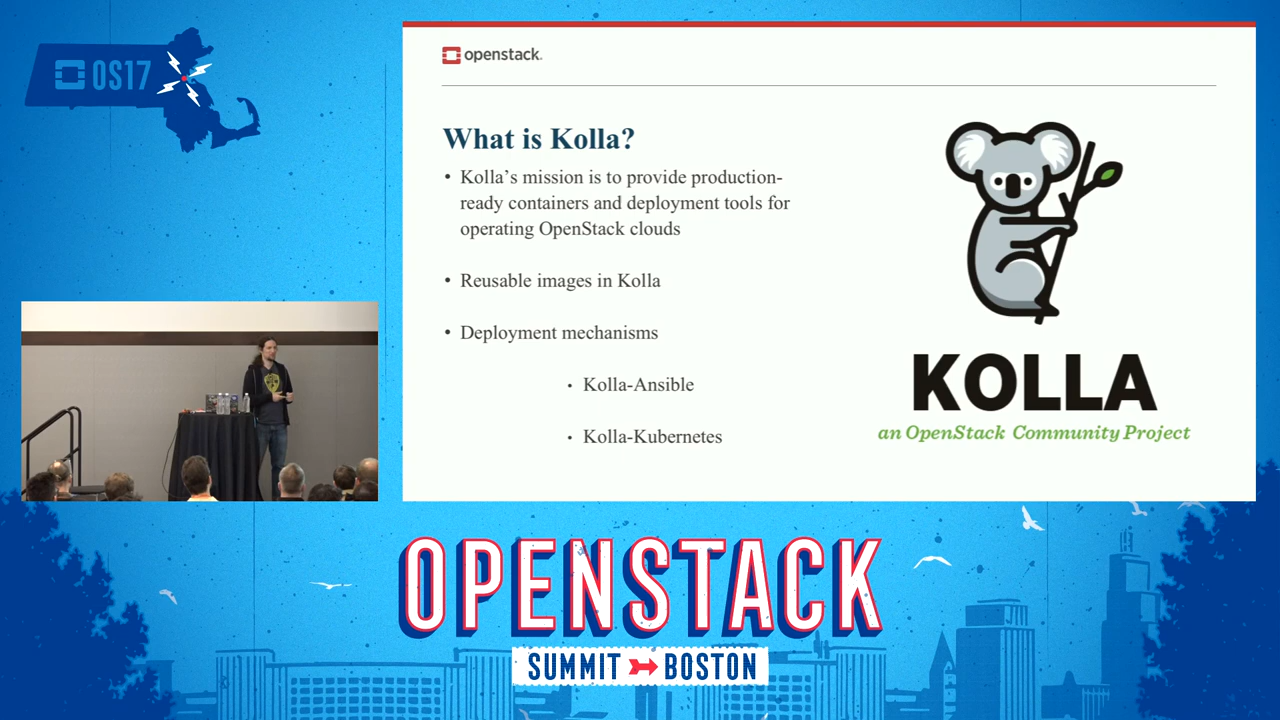 OS17
openstack.
What is Kolla?
• Kolla’s mission is to provide production-
ready containers and deployment tools for
operating OpenStack clouds
• Reusable images in Kolla
• Deployment mechanisms
• Kolla-Ansible
• Kolla-Kubernetes
KOLLA
an OpenStack Community Project
OPENSTACK
SUMMIT BOSTON